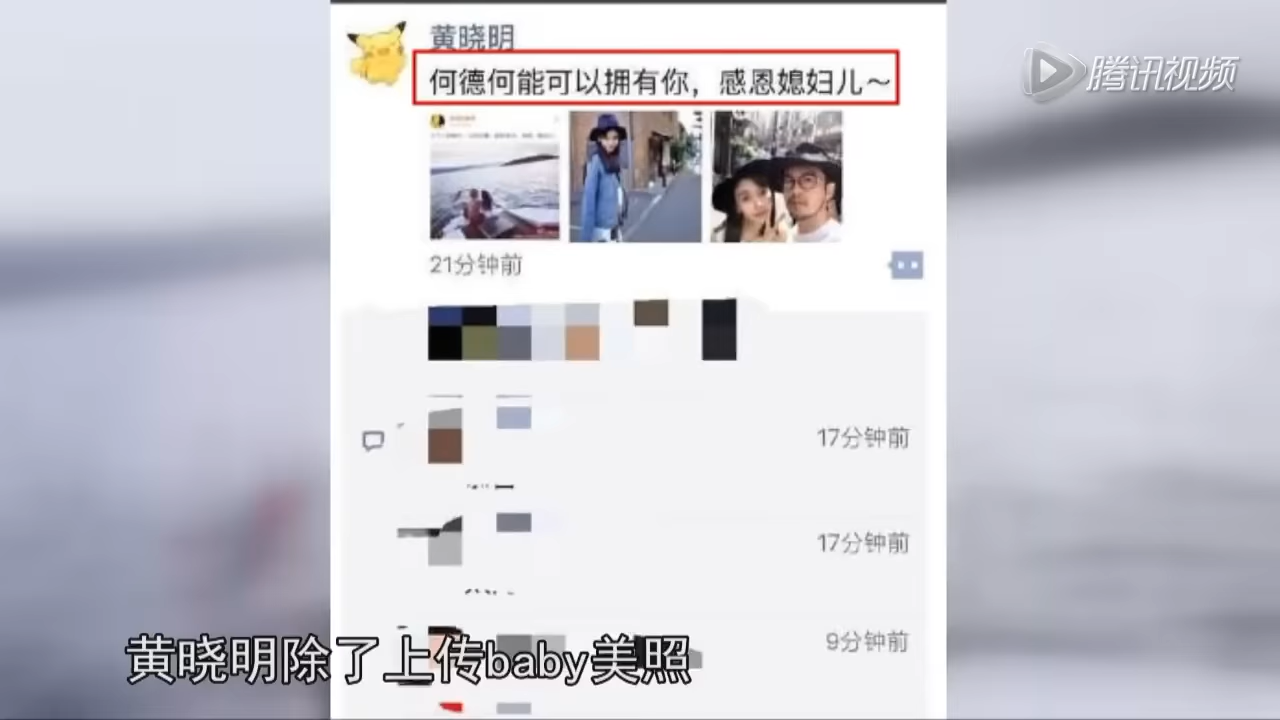 黄晓明
腾讯视频
何德何能可以拥有你，感恩媳妇儿～
21分钟前
17分钟前
17分钟前
9分钟前
黄晓明除了上传baby美照